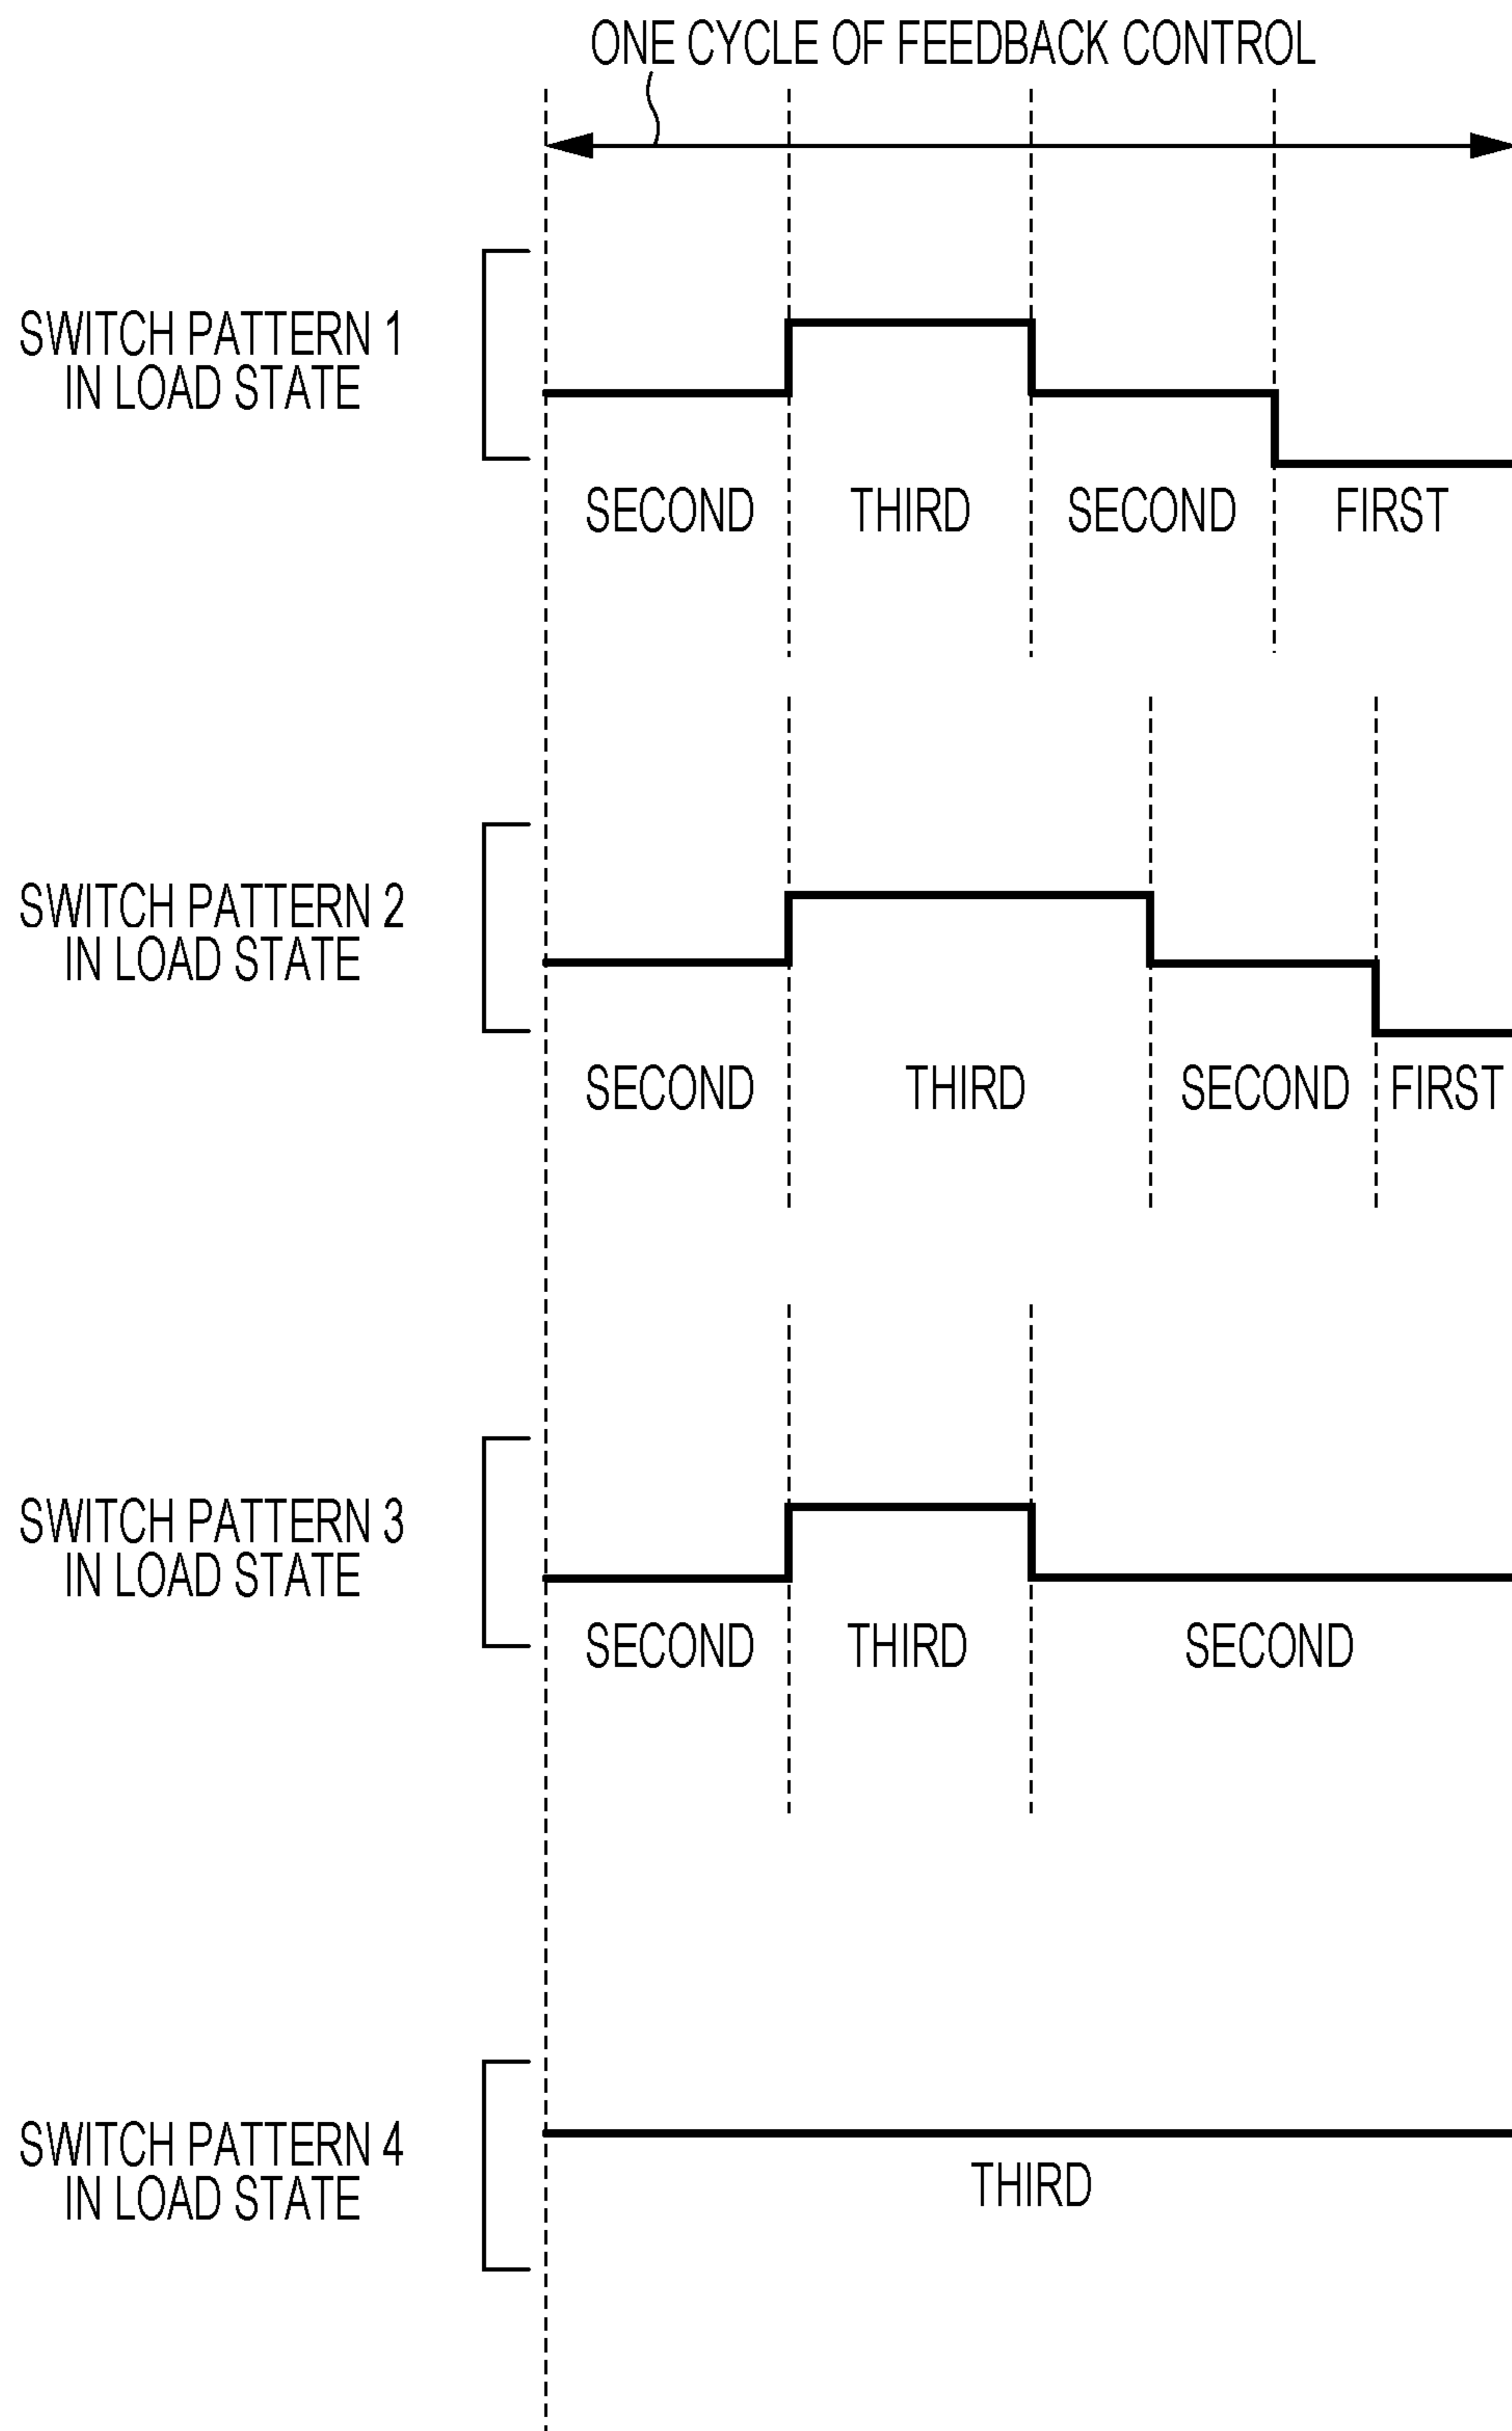 ONE CYCLE OF FEEDBACK CONTROL
SWITCH PATTERN 1
IN LOAD STATE
SECOND THIRD SECOND FIRST
SWITCH PATTERN 2
IN LOAD STATE
SECOND THIRD SECOND FIRST
SWITCH PATTERN 3
IN LOAD STATE
SECOND THIRD SECOND
SWITCH PATTERN 4
IN LOAD STATE
THIRD